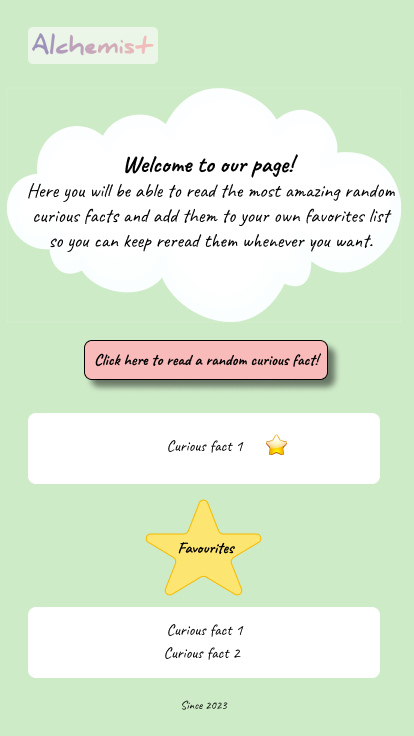 Alchemist
Welcome to our page!
Here you will be able to read the most amazing random
curious facts and add them to your own favorites list
so you can keep reread them whenever you want.
Click here to read a random curious fact!
Curious fact 1
Favourites
Curious fact 1
Curious fact 2
Since 2023